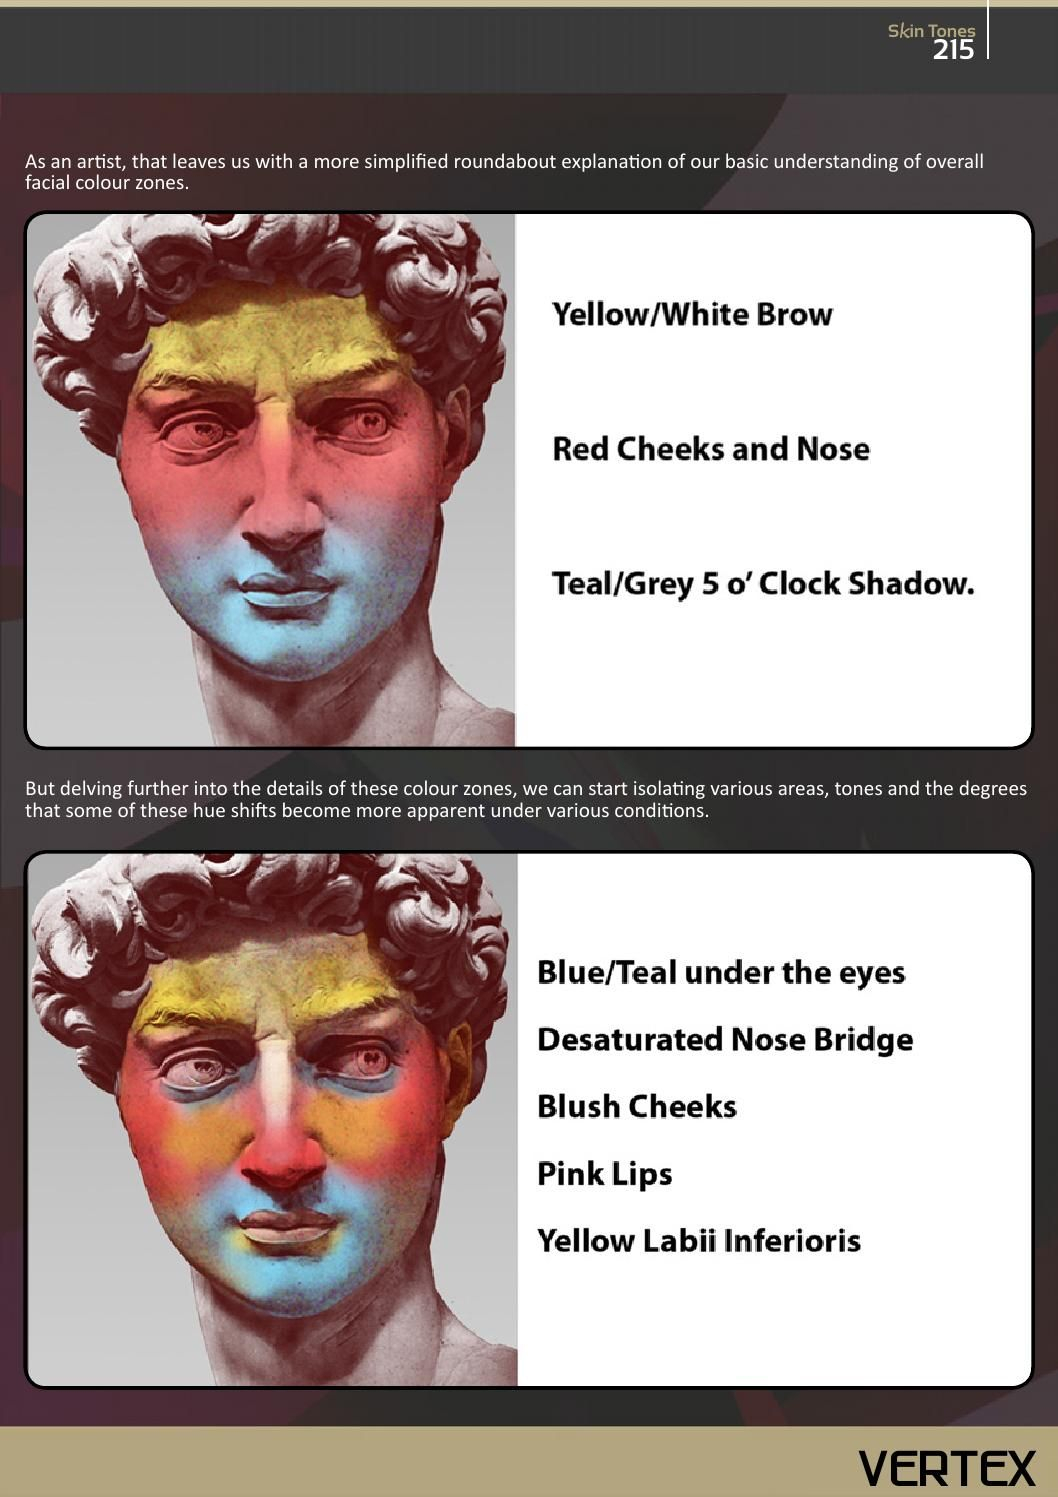 Skin Tones
215
As an artist, that leaves us with a more simplified roundabout explanation of our basic understanding of overall
facial colour zones.
Yellow/White Brow
Red Cheeks and Nose
Teal/Grey 5 o’ Clock Shadow.
But delving further into the details of these colour zones, we can start isolating various areas, tones and the degrees
that some of these hue shifts become more apparent under various conditions.
Blue/Teal under the eyes
Desaturated Nose Bridge
Blush Cheeks
Pink Lips
Yellow Labii Inferioris
VERTEX